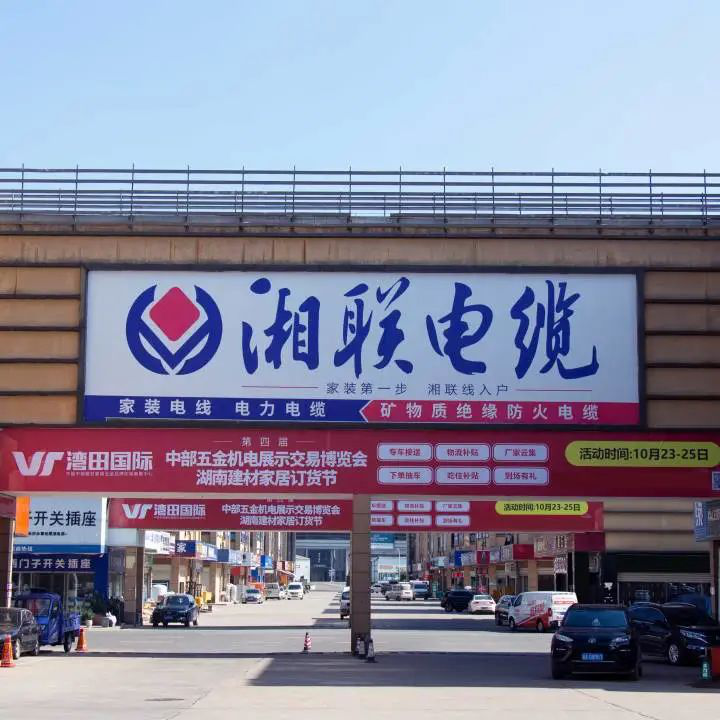 湘联电缆
家装第一步 湘联线入户
家装电线 电力电缆
矿物质绝缘防火电缆
湾田国际
第四届
中部五金机电展示交易博览会
湖南建材家居订货节
专车接送 物流补贴 厂家云集
下单抽车 吃住补贴 到场有礼
活动时间:10月23-25日
湾田国际
中部五金机电展示交易博览会
湖南建材家居订货节
活动时间:10月23-25日
子开关插座
门子开关插座